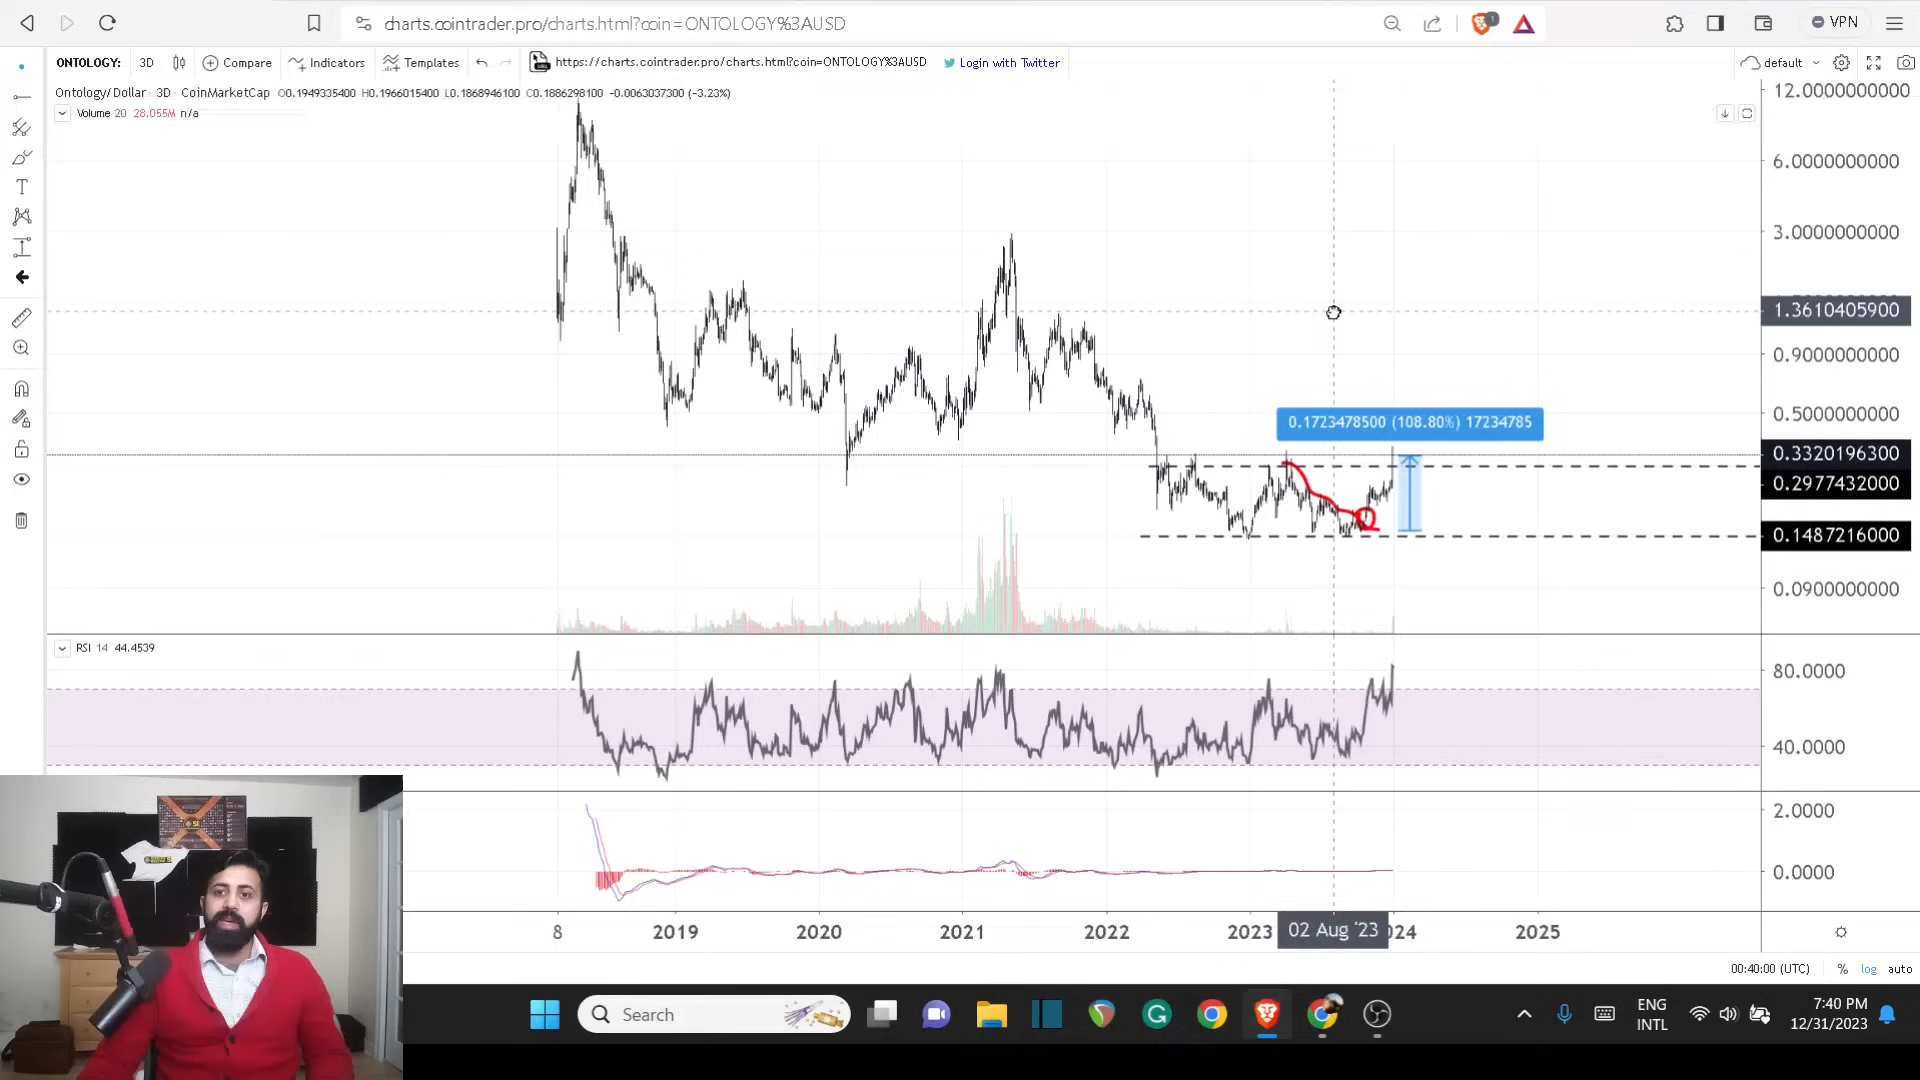 charts.cointrader.pro/charts.html?coin=ONTOLOGY%3AUSD
1
VPN
ONTOLOGY:
3D
Compare
Indicators
Templates
https://charts.cointrader.pro/charts.html?coin=ONTOLOGY%3AUSD
Login with Twitter
default
Ontology/Dollar · 3D · CoinMarketCap O0.1949335400 H0.1966015400 L0.1868946100 C0.1886298100 -0.0063037300 (-3.23%)
Volume 20 28.055M n/a
12.0000000000
6.0000000000
3.0000000000
1.3610405900
0.9000000000
0.5000000000
0.3320196300
0.2977432000
0.1487216000
0.0900000000
0.1723478500 (108.80%) 17234785
RSI 14 44.4539
80.0000
40.0000
2.0000
0.0000
8
2019
2020
2021
2022
2023
02 Aug '23
024
2025
00:40:00 (UTC)
%
log
auto
Search
ENG
INTL
7:40 PM
12/31/2023